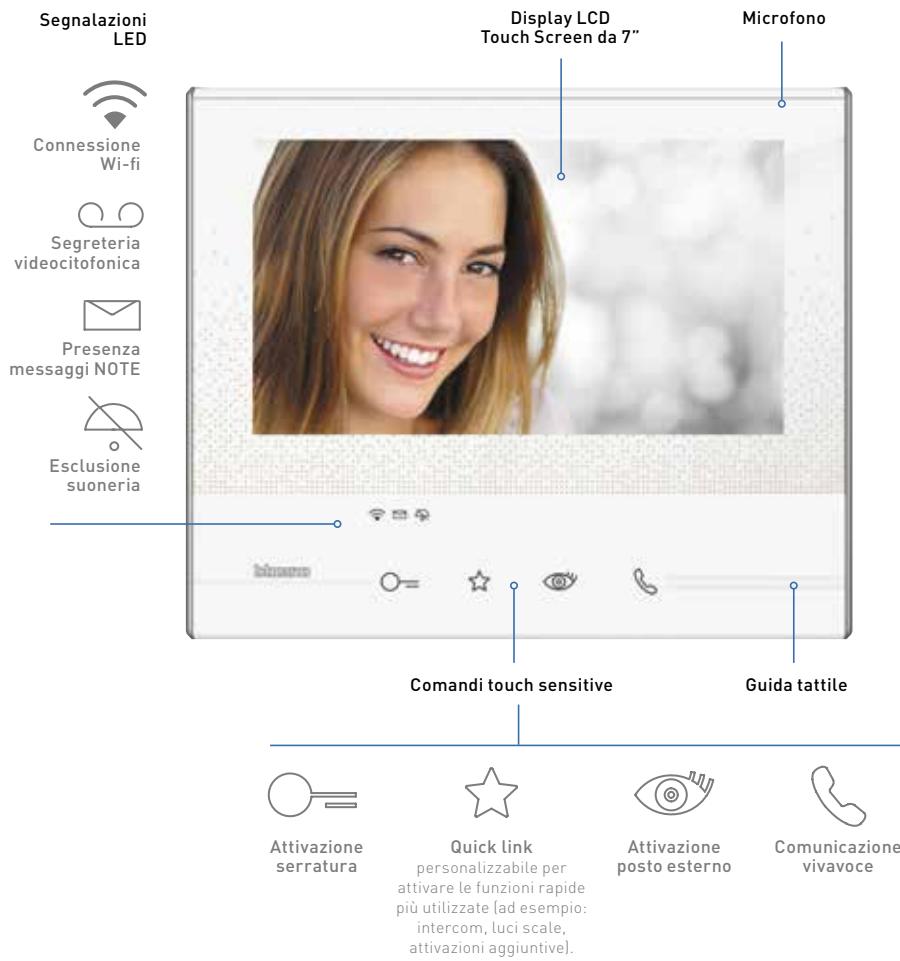 Segnalazioni
LED
Display LCD
Touch Screen da 7”
Microfono
Connessione
Wi-fi
Segreteria
videocitofonica
Presenza
messaggi NOTE
Esclusione
suoneria
bticino
Comandi touch sensitive
Guida tattile
Attivazione
serratura
Quick link
personalizzabile per
attivare le funzioni rapide
più utilizzate (ad esempio:
intercom, luci scale,
attivazioni aggiuntive).
Attivazione
posto esterno
Comunicazione
vivavoce